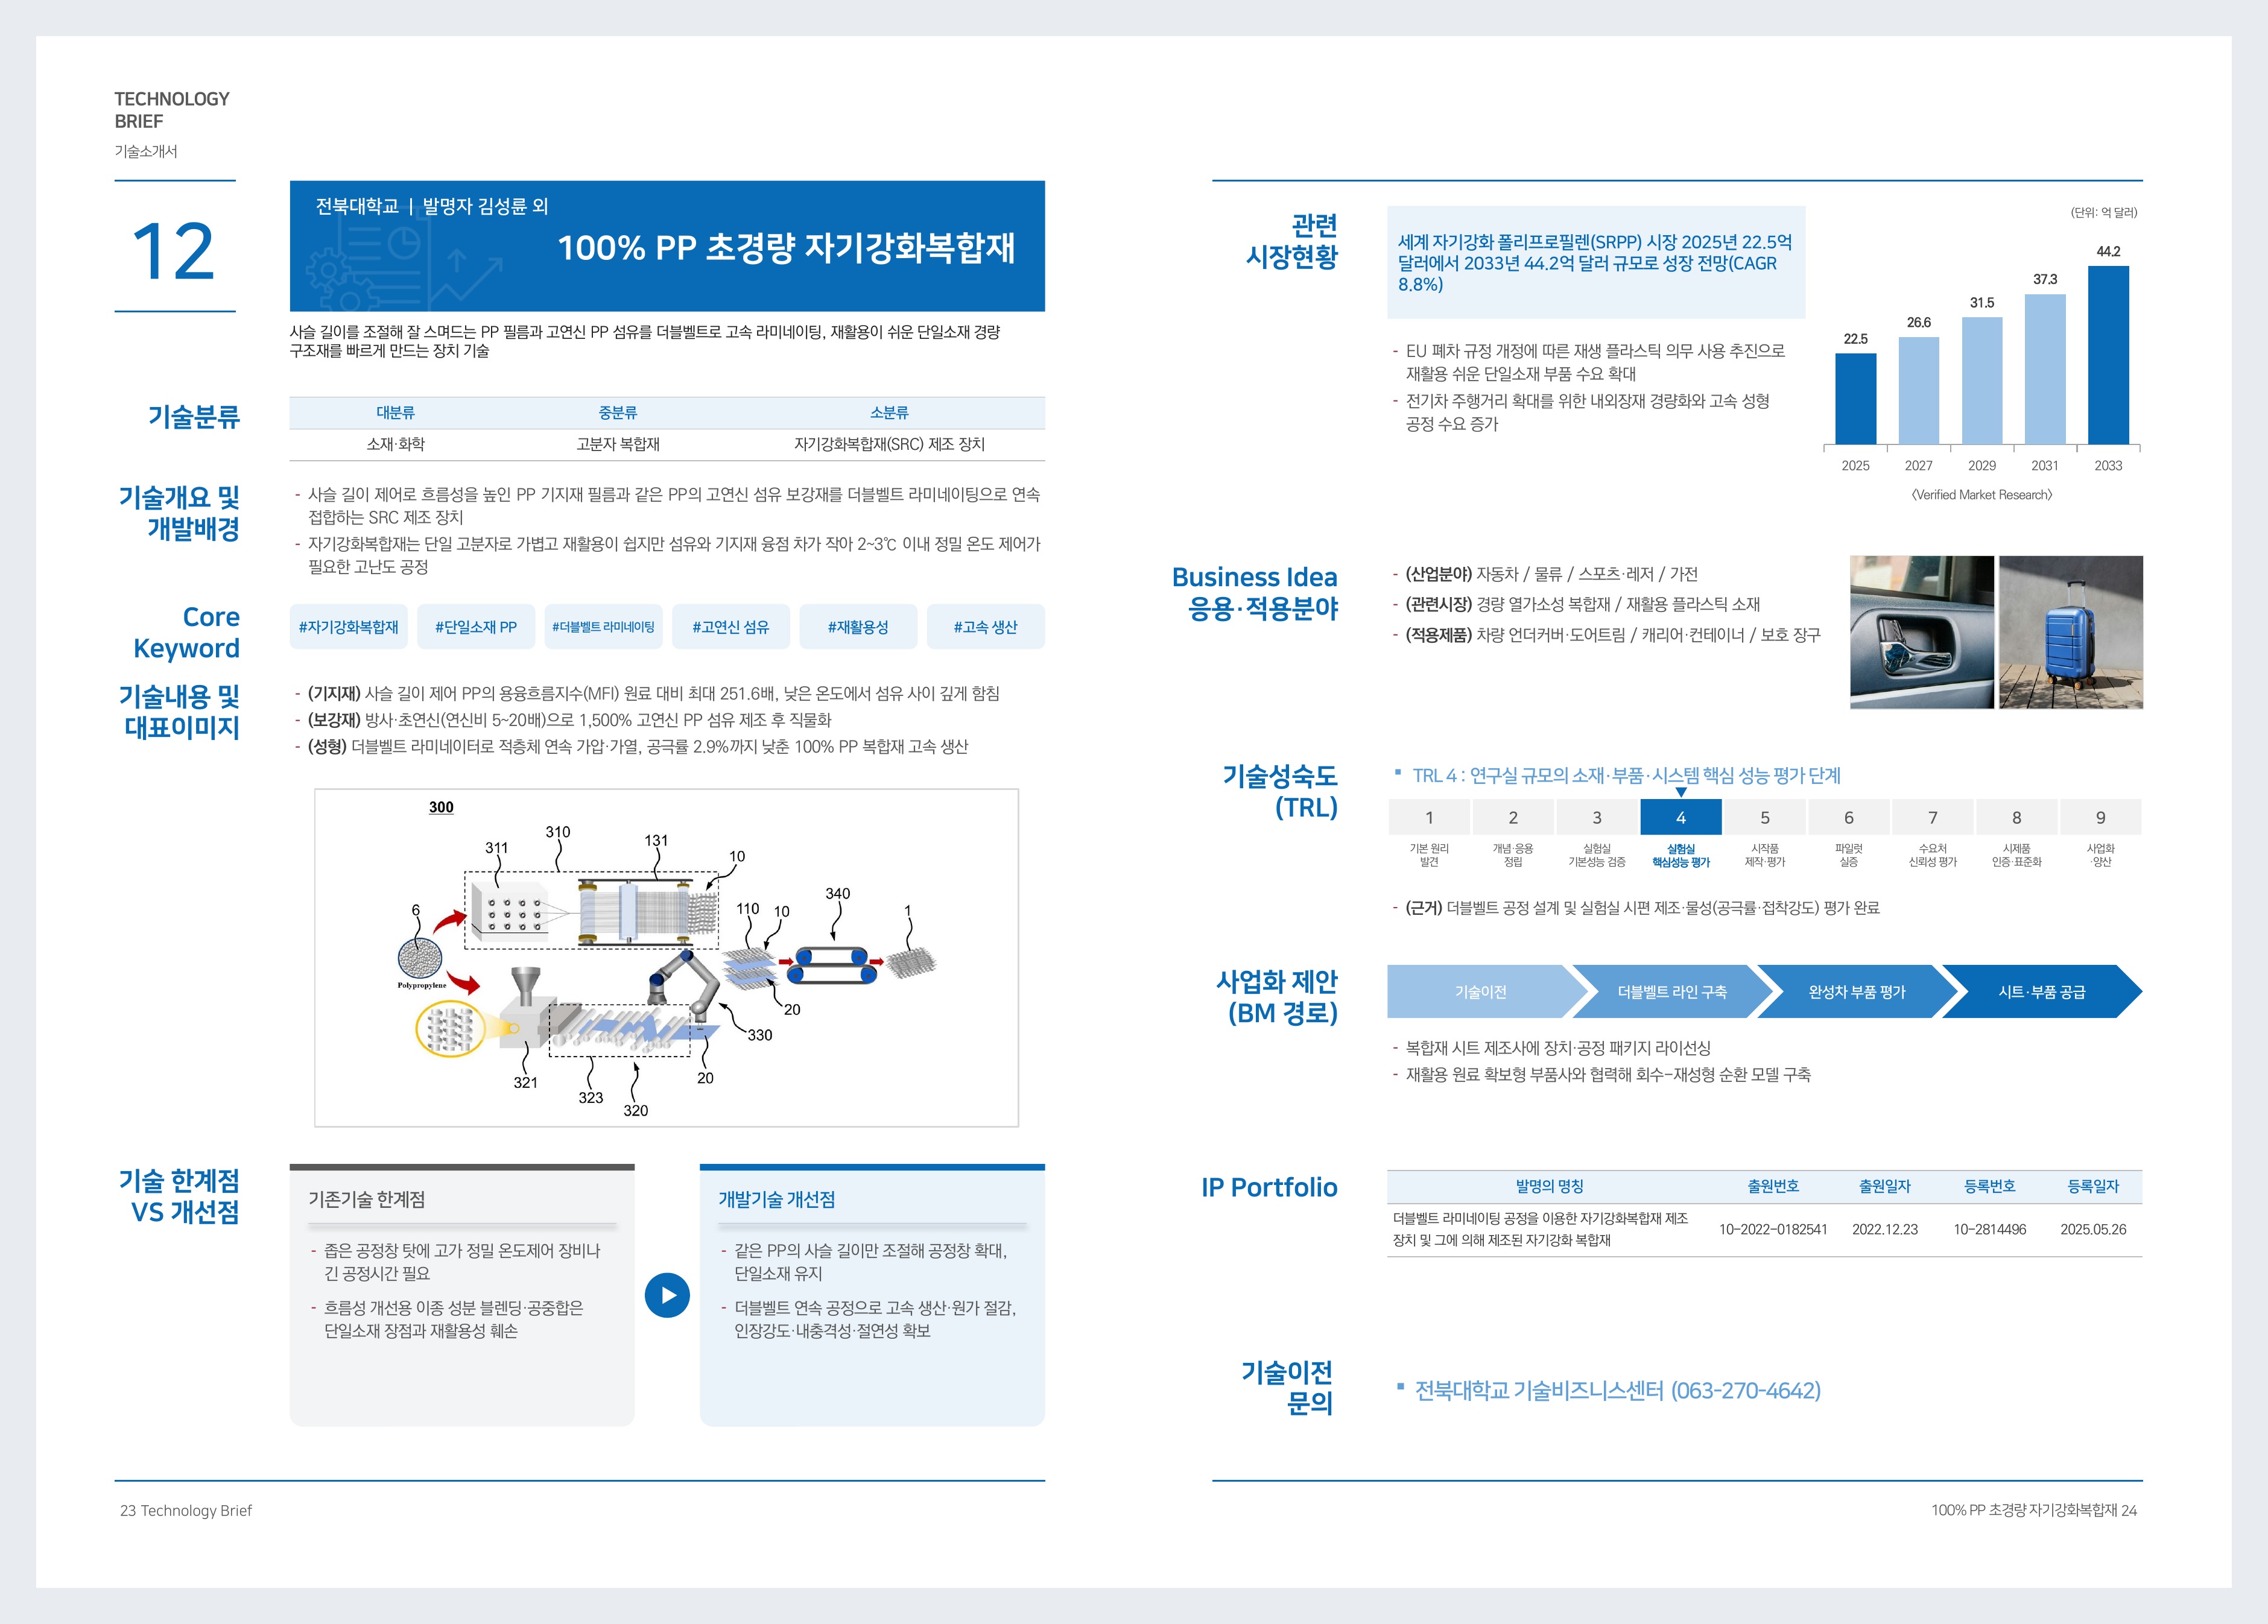 TECHNOLOGY
BRIEF
기술소개서
12
전북대학교 | 발명자 김성륜 외
100% PP 초경량 자기강화복합재
사슬 길이를 조절해 잘 스며드는 PP 필름과 고연신 PP 섬유를 더블벨트로 고속 라미네이팅, 재활용이 쉬운 단일소재 경량
구조재를 빠르게 만드는 장치 기술
기술분류
대분류 중분류 소분류
소재·화학 고분자 복합재 자기강화복합재(SRC) 제조 장치
기술개요 및
개발배경
- 사슬 길이 제어로 흐름성을 높인 PP 기지재 필름과 같은 PP의 고연신 섬유 보강재를 더블벨트 라미네이팅으로 연속
접합하는 SRC 제조 장치
- 자기강화복합재는 단일 고분자로 가볍고 재활용이 쉽지만 섬유와 기지재 융점 차가 작아 2~3℃ 이내 정밀 온도 제어가
필요한 고난도 공정
Core
Keyword
#자기강화복합재 #단일소재 PP #더블벨트 라미네이팅 #고연신 섬유 #재활용성 #고속 생산
기술내용 및
대표이미지
- (기지재) 사슬 길이 제어 PP의 용융흐름지수(MFI) 원료 대비 최대 251.6배, 낮은 온도에서 섬유 사이 깊게 함침
- (보강재) 방사·초연신(연신비 5~20배)으로 1,500% 고연신 PP 섬유 제조 후 직물화
- (성형) 더블벨트 라미네이터로 적층체 연속 가압·가열, 공극률 2.9%까지 낮춘 100% PP 복합재 고속 생산
300
310
311
131
10
6
110
10
340
1
Polypropylene
20
330
321
323
320
20
기술 한계점
VS 개선점
기존기술 한계점
- 좁은 공정창 탓에 고가 정밀 온도제어 장비나
긴 공정시간 필요
- 흐름성 개선용 이종 성분 블렌딩·공중합은
단일소재 장점과 재활용성 훼손
개발기술 개선점
- 같은 PP의 사슬 길이만 조절해 공정창 확대,
단일소재 유지
- 더블벨트 연속 공정으로 고속 생산·원가 절감,
인장강도·내충격성·절연성 확보
23 Technology Brief
관련
시장현황
세계 자기강화 폴리프로필렌(SRPP) 시장 2025년 22.5억
달러에서 2033년 44.2억 달러 규모로 성장 전망(CAGR
8.8%)
- EU 폐차 규정 개정에 따른 재생 플라스틱 의무 사용 추진으로
재활용 쉬운 단일소재 부품 수요 확대
- 전기차 주행거리 확대를 위한 내외장재 경량화와 고속 성형
공정 수요 증가
(단위: 억 달러)
22.5 26.6 31.5 37.3 44.2
2025 2027 2029 2031 2033
〈Verified Market Research〉
Business Idea
응용·적용분야
- (산업분야) 자동차 / 물류 / 스포츠·레저 / 가전
- (관련시장) 경량 열가소성 복합재 / 재활용 플라스틱 소재
- (적용제품) 차량 언더커버·도어트림 / 캐리어·컨테이너 / 보호 장구
기술성숙도
(TRL)
▪ TRL 4 : 연구실 규모의 소재·부품·시스템 핵심 성능 평가 단계
1 2 3 4 5 6 7 8 9
기본 원리 개념·응용 실험실 실험실 시작품 파일럿 수요처 시제품 사업화
발견 정립 기본성능 검증 핵심성능 평가 제작·평가 실증 신뢰성 평가 인증·표준화 ·양산
- (근거) 더블벨트 공정 설계 및 실험실 시편 제조·물성(공극률·접착강도) 평가 완료
사업화 제안
(BM 경로)
기술이전 더블벨트 라인 구축 완성차 부품 평가 시트·부품 공급
- 복합재 시트 제조사에 장치·공정 패키지 라이선싱
- 재활용 원료 확보형 부품사와 협력해 회수-재성형 순환 모델 구축
IP Portfolio
발명의 명칭 출원번호 출원일자 등록번호 등록일자
더블벨트 라미네이팅 공정을 이용한 자기강화복합재 제조
장치 및 그에 의해 제조된 자기강화 복합재
10-2022-0182541 2022.12.23 10-2814496 2025.05.26
기술이전
문의
▪ 전북대학교 기술비즈니스센터 (063-270-4642)
100% PP 초경량 자기강화복합재 24